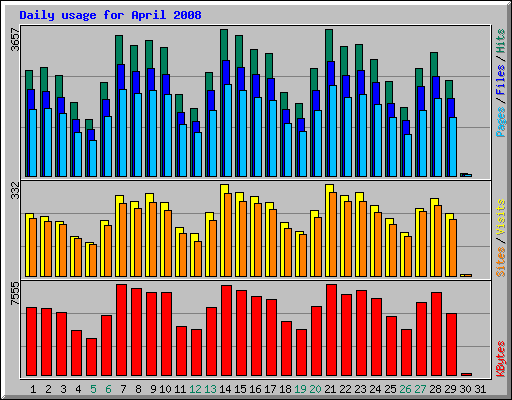 Daily usage for April 2008
3657
Pages / Files / Hits
332
Sites / Visits
7555
KBytes
1 2 3 4 5 6 7 8 9 10 11 12 13 14 15 16 17 18 19 20 21 22 23 24 25 26 27 28 29 30 31